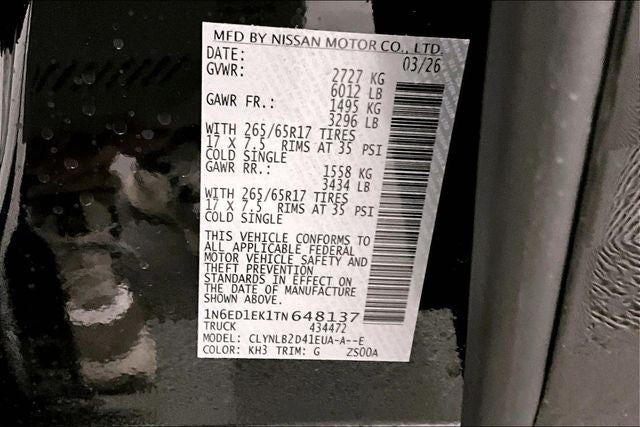 MFD BY NISSAN MOTOR CO., LTD.
DATE: 03/26
GVWR: 2727 KG
6012 LB
GAWR FR.: 1495 KG
3296 LB
WITH 265/65R17 TIRES
17 X 7.5 RIMS AT 35 PSI
COLD SINGLE
GAWR RR.: 1558 KG
3434 LB
WITH 265/65R17 TIRES
17 X 7.5 RIMS AT 35 PSI
COLD SINGLE
THIS VEHICLE CONFORMS TO
ALL APPLICABLE FEDERAL
MOTOR VEHICLE SAFETY AND
THEFT PREVENTION
STANDARDS IN EFFECT ON
THE DATE OF MANUFACTURE
SHOWN ABOVE.
1N6ED1EK1TN648137
TRUCK 434472
MODEL: CLYNLB2D41EUA-A--E
COLOR: KH3 TRIM: G ZS00A